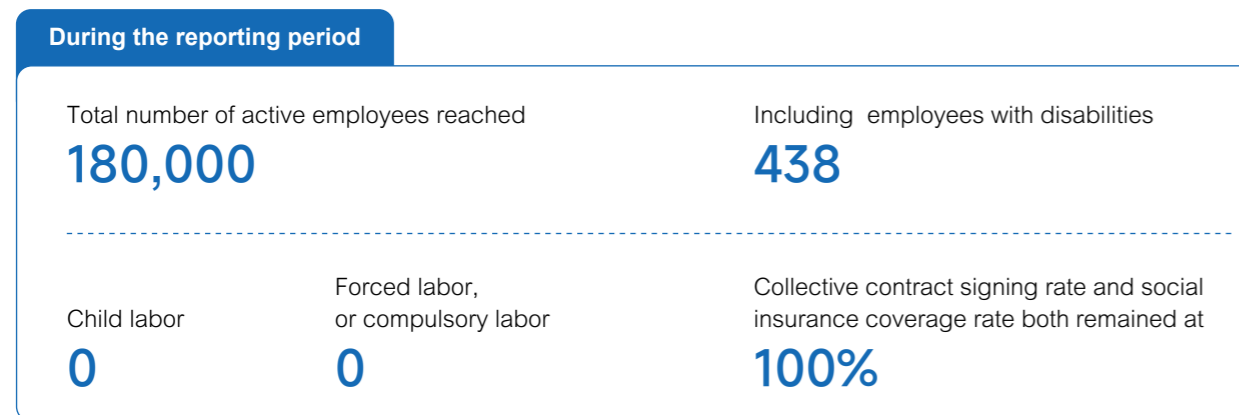 During the reporting period
Total number of active employees reached
180,000
Including employees with disabilities
438
Child labor
0
Forced labor,
or compulsory labor
0
Collective contract signing rate and social
insurance coverage rate both remained at
100%